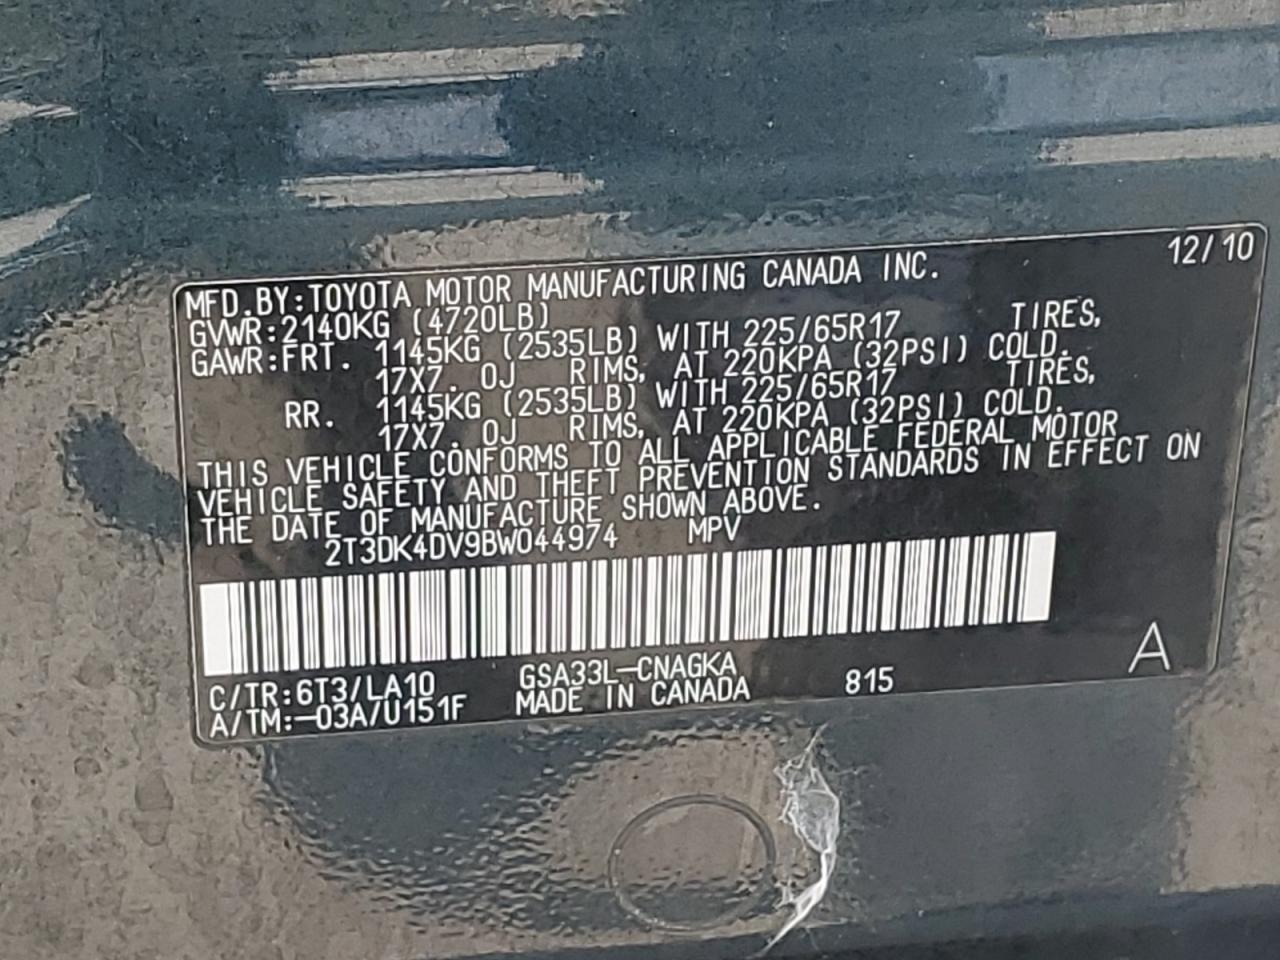 12/10
MFD.BY:TOYOTA MOTOR MANUFACTURING CANADA INC.
GVWR:2140KG (4720LB)
GAWR:FRT. 1145KG (2535LB) WITH 225/65R17 TIRES,
17X7. 0J RIMS, AT 220KPA (32PSI) COLD.
RR. 1145KG (2535LB) WITH 225/65R17 TIRES,
17X7. 0J RIMS, AT 220KPA (32PSI) COLD.
THIS VEHICLE CONFORMS TO ALL APPLICABLE FEDERAL MOTOR
VEHICLE SAFETY AND THEFT PREVENTION STANDARDS IN EFFECT ON
THE DATE OF MANUFACTURE SHOWN ABOVE.
2T3DK4DV9BW044974 MPV
C/TR:6T3/LA10 GSA33L-CNAGKA
A/TM:-03A/U151F MADE IN CANADA 815 A